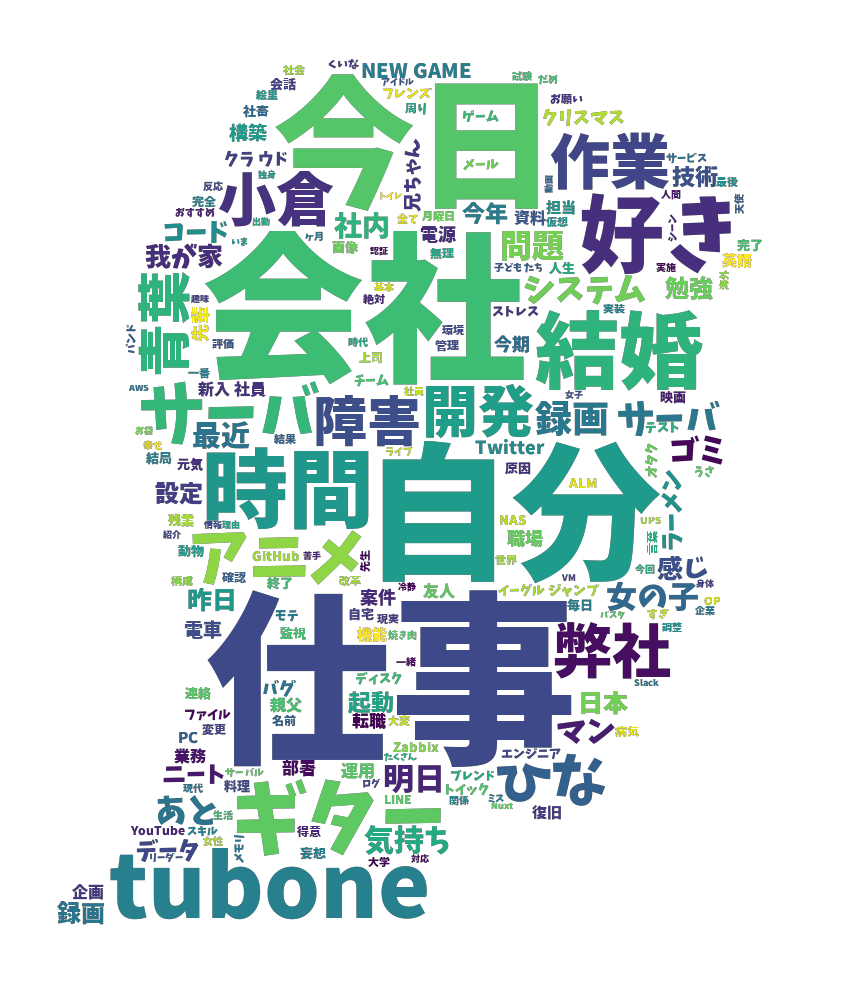 くいな
社会
NEW GAME
アイドル
試験
だめ
会話
絵里
フレンズ
お願い
社畜
周り
今日
ゲーム
クリスマス
構築
メール
作業
サービス
クラウド
兄ちゃん
技術
最後
独身
動画
反応
小倉
トイレ
人間
完全
天使
おすすめ
出勤
全て
月曜日
今年
資料
担当
仮想
好き
コード
社内
いま
ヶ月
電源
シーン
我が家
画像
認証
無理
問題
完了
子どもたち
人生
実施
英語
青葉
趣味
会社
基本
絶対
システム
勉強
先輩
ストレス
実装
バンド
評価
時代
環境
管理
今期
結婚
上司
一番
チーム
AWS
新入社員
社員
女子
映画
サーバ
障害
開発
録画
サーバ
お袋
最近
結果
テスト
幸せ
Twitter
ゴミ
結局
ライブ
元気
時間
自分
原因
オタク
うさ
設定
ALM
ラーメン
残業
情報
理由
NAS
UPS
紹介
アニメ
職場
言葉
動物
GitHub
苦手
先生
世界
感じ
構成
確認
終了
改革
冷静
VM
今回
身体
昨日
案件
友人
イーグルジャンプ
女の子
モテ
自宅
現実
仕事
毎日
OP
企業
電車
監視
機能
焼き肉
パスタ
すぎ
調整
一緒
弊社
ディスク
Slack
連絡
バグ
親父
起動
日本
ファイル
名前
転職
大変
マン
病気
変更
PC
Zabbix
業務
たくさん
エンジニア
ニート
サーバル
部署
運用
明日
ブレンド
ひな
現代
料理
ログ
トイック
あと
ギター
LINE
関係
ミス
Nuxt
生活
復旧
YouTube
スキル
得意
気持ち
データ
女性
メモリ
リーダー
妄想
大学
対応
tubone
企画
録画